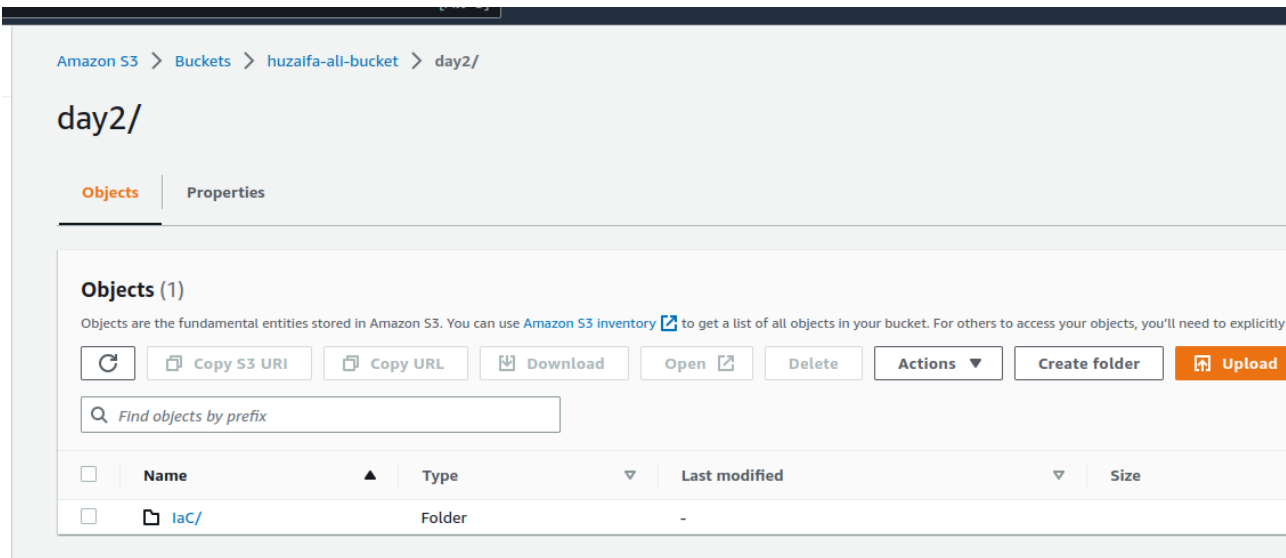 Amazon S3 > Buckets > huzaifa-ali-bucket > day2/
day2/
Objects Properties
Objects (1)
Objects are the fundamental entities stored in Amazon S3. You can use Amazon S3 inventory to get a list of all objects in your bucket. For others to access your objects, you'll need to explicitly
Copy S3 URI Copy URL Download Open Delete Actions Create folder Upload
Find objects by prefix
Name Type Last modified Size
IaC/ Folder -